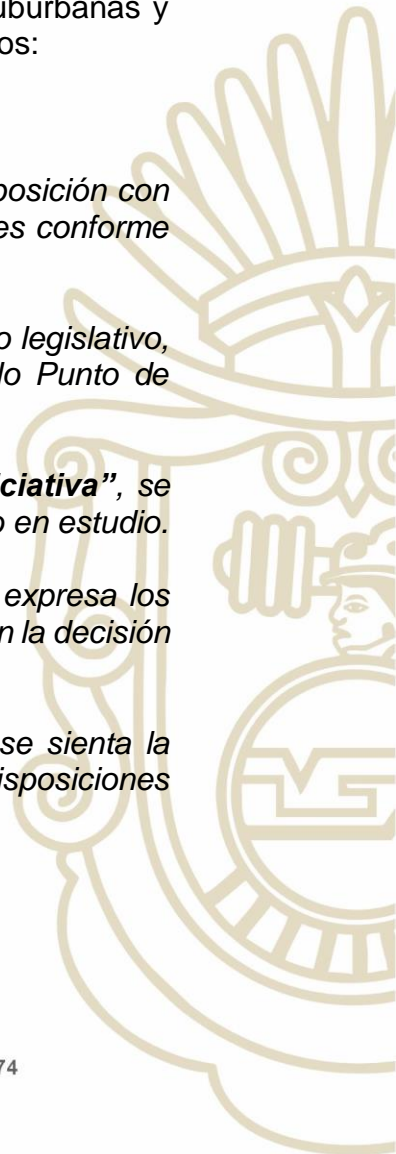 uburbanas y
os:
posición con
es conforme
o legislativo,
lo Punto de
ciativa”, se
o en estudio.
expresa los
n la decisión
se sienta la
isposiciones
74